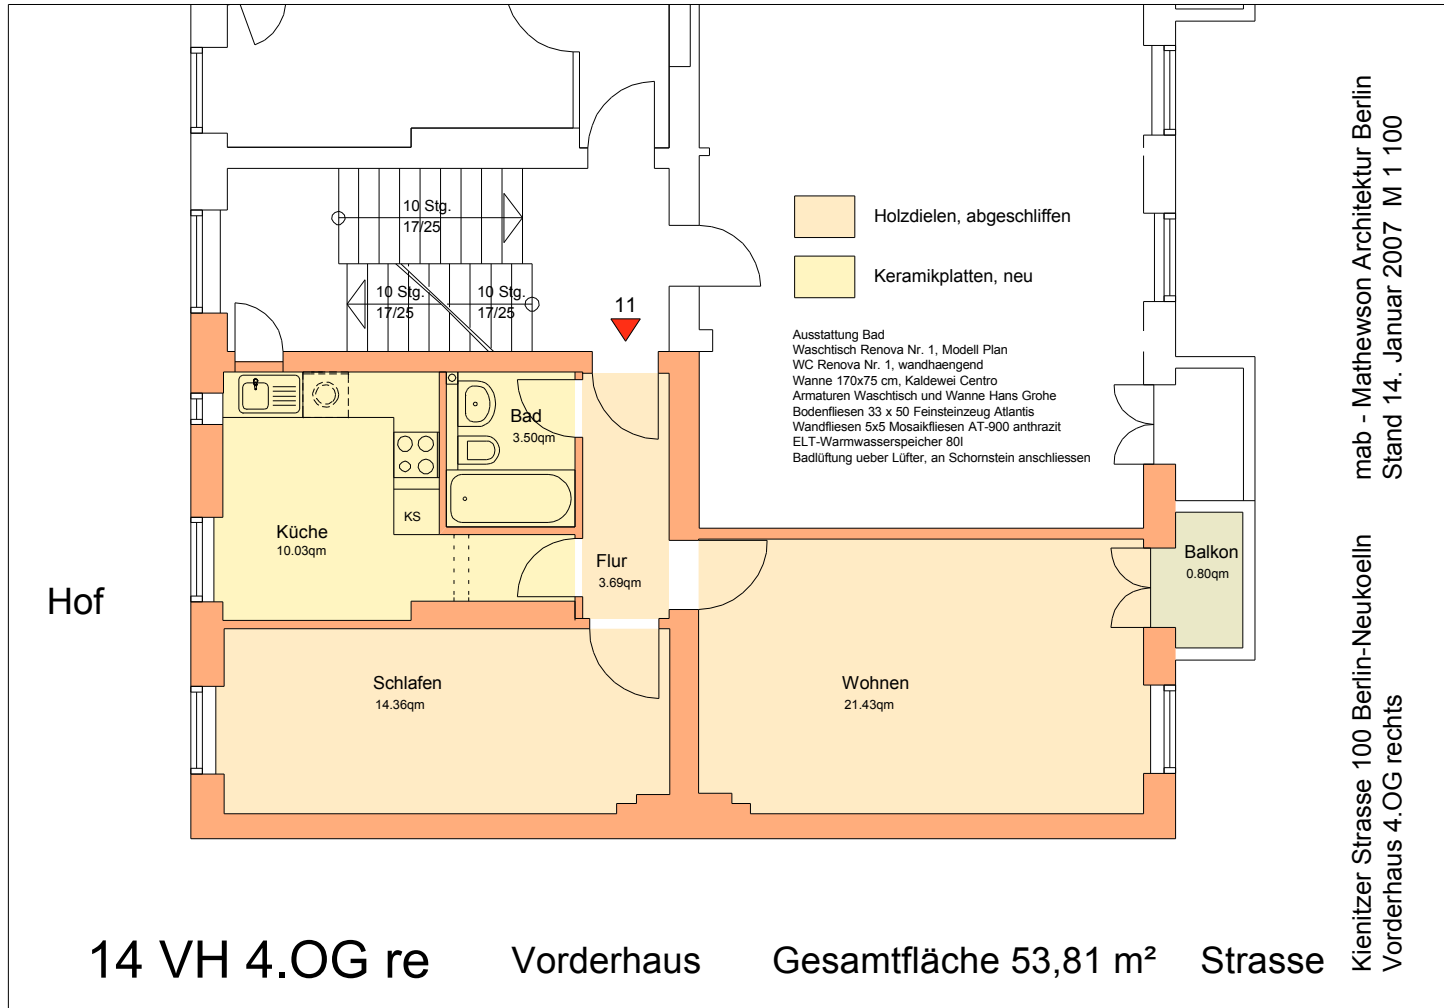 10 Stg.
17/25
10 Stg.
17/25
10 Stg.
17/25
11
Holzdielen, abgeschliffen
Keramikplatten, neu
Ausstattung Bad
Waschtisch Renova Nr. 1, Modell Plan
WC Renova Nr. 1, wandhaengend
Wanne 170x75 cm, Kaldewei Centro
Armaturen Waschtisch und Wanne Hans Grohe
Bodenfliesen 33 x 50 Feinsteinzeug Atlantis
Wandfliesen 5x5 Mosaikfliesen AT-900 anthrazit
ELT-Warmwasserspeicher 80l
Badlüftung ueber Lüfter, an Schornstein anschliessen
Bad
3.50qm
KS
Küche
10.03qm
Flur
3.69qm
Balkon
0.80qm
Hof
Schlafen
14.36qm
Wohnen
21.43qm
mab - Mathewson Architektur Berlin
Stand 14. Januar 2007 M 1 100
Kienitzer Strasse 100 Berlin-Neukoelln
Vorderhaus 4.OG rechts
14 VH 4.OG re
Vorderhaus
Gesamtfläche 53,81 m²
Strasse